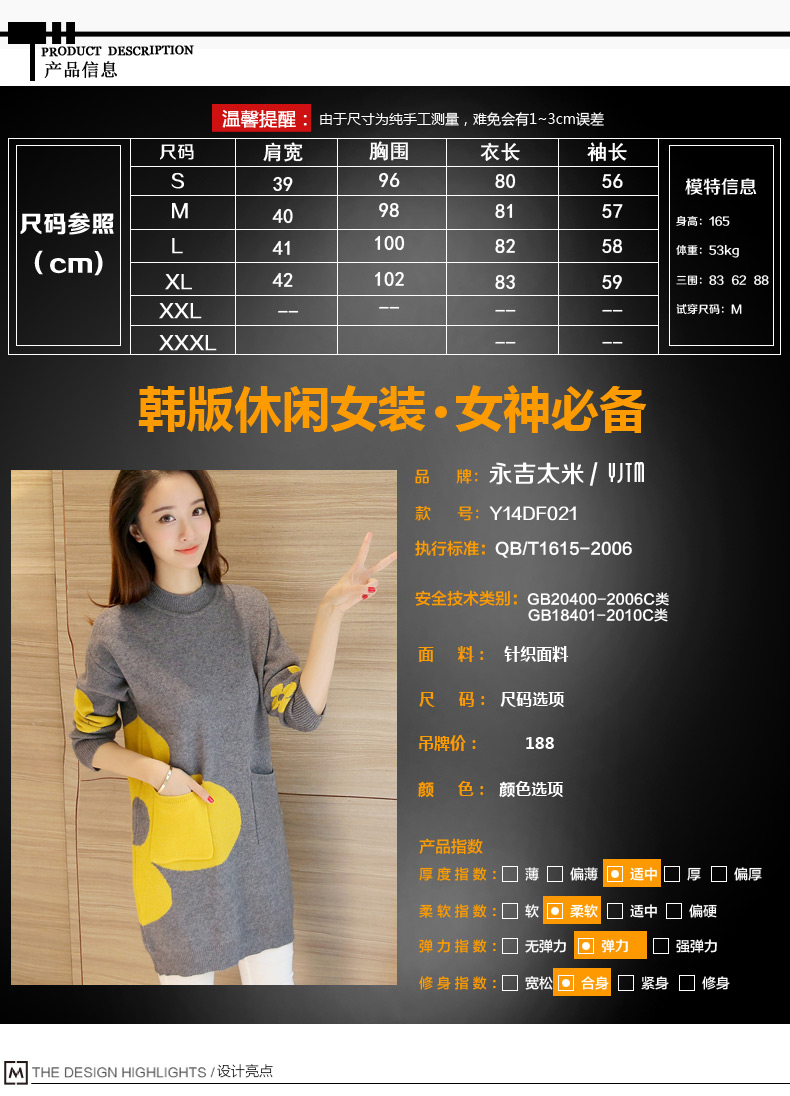 PRODUCT DESCRIPTION
产品信息
温馨提醒： 由于尺寸为纯手工测量，难免会有1~3cm误差
尺码参照
（cm）
尺码 肩宽 胸围 衣长 袖长
S 39 96 80 56
M 40 98 81 57
L 41 100 82 58
XL 42 102 83 59
XXL -- -- -- --
XXXL -- --
模特信息
身高：165
体重：53kg
三围：83 62 88
试穿尺码：M
韩版休闲女装·女神必备
品 牌：永吉太米/YJTM
款 号：Y14DF021
执行标准：QB/T1615-2006
安全技术类别：GB20400-2006C类
GB18401-2010C类
面 料： 针织面料
尺 码： 尺码选项
吊牌价： 188
颜 色： 颜色选项
产品指数
厚度指数： 薄 偏薄 适中 厚 偏厚
柔软指数： 软 柔软 适中 偏硬
弹力指数： 无弹力 弹力 强弹力
修身指数： 宽松 合身 紧身 修身
M THE DESIGN HIGHLIGHTS /设计亮点